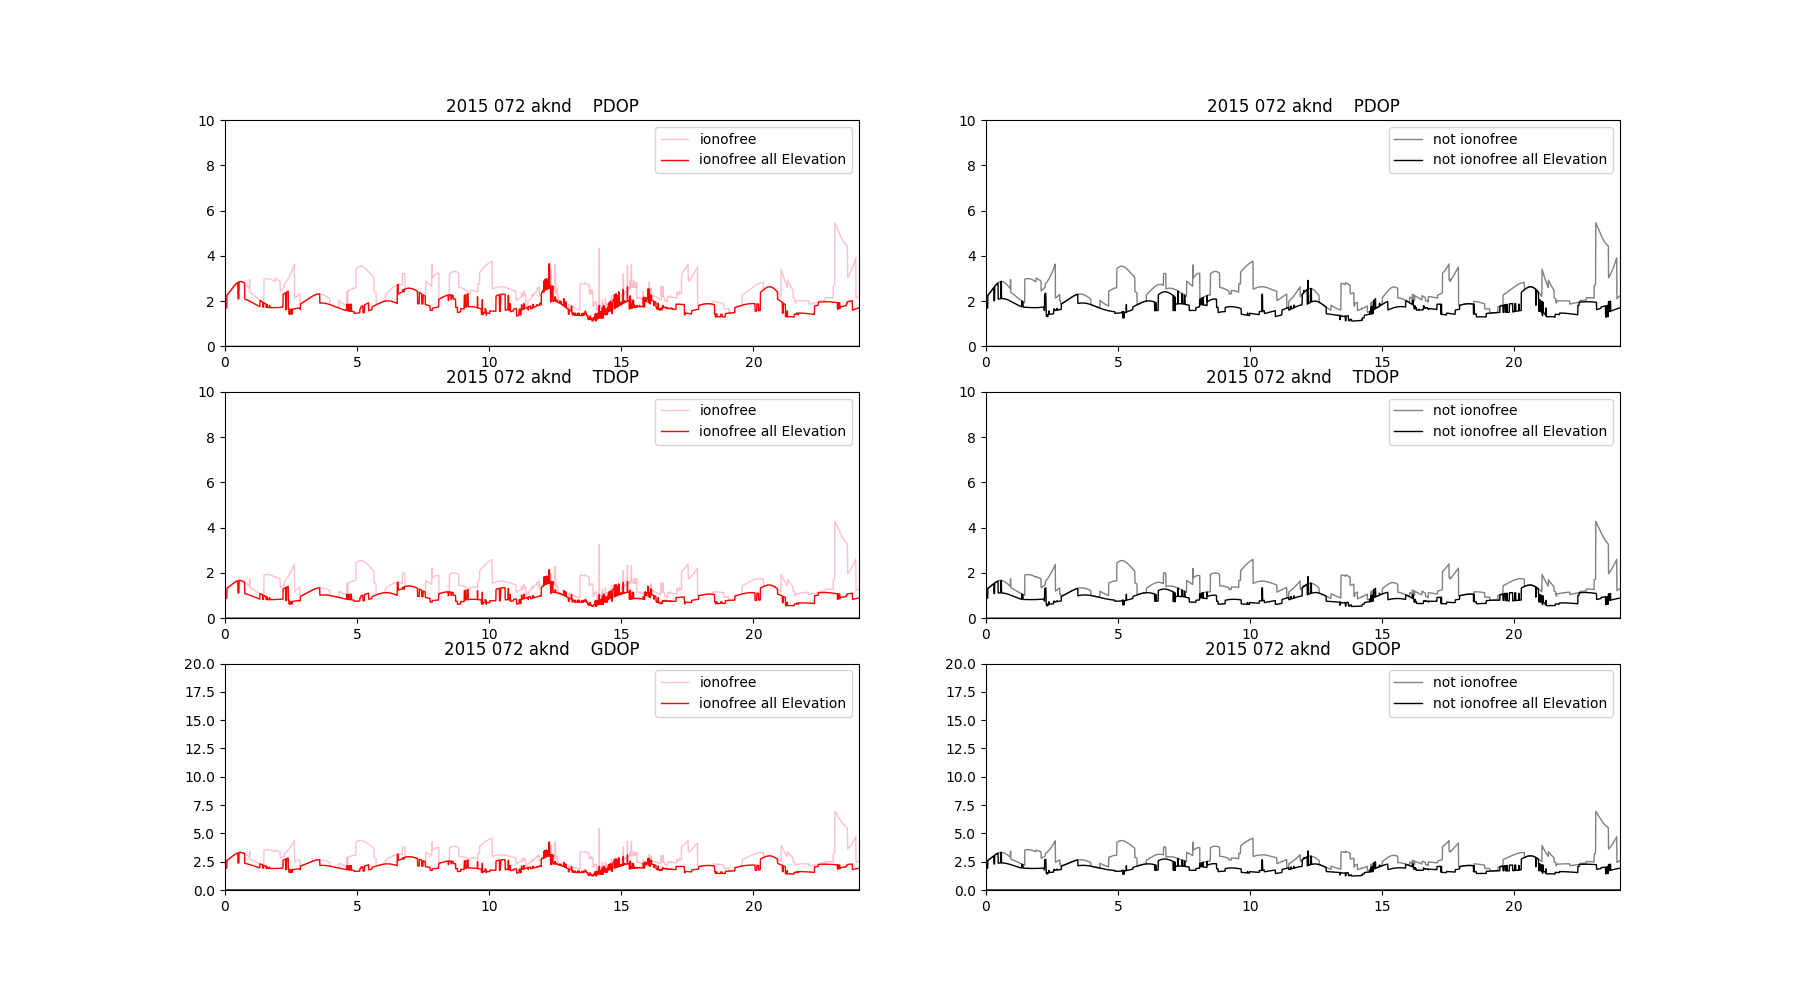 2015 072 aknd    PDOP
10
8
6
4
2
0
0 5 10 15 20
ionofree
ionofree all Elevation
2015 072 aknd    PDOP
10
8
6
4
2
0
0 5 10 15 20
not ionofree
not ionofree all Elevation
2015 072 aknd    TDOP
10
8
6
4
2
0
0 5 10 15 20
ionofree
ionofree all Elevation
2015 072 aknd    TDOP
10
8
6
4
2
0
0 5 10 15 20
not ionofree
not ionofree all Elevation
2015 072 aknd    GDOP
20.0
17.5
15.0
12.5
10.0
7.5
5.0
2.5
0.0
0 5 10 15 20
ionofree
ionofree all Elevation
2015 072 aknd    GDOP
20.0
17.5
15.0
12.5
10.0
7.5
5.0
2.5
0.0
0 5 10 15 20
not ionofree
not ionofree all Elevation